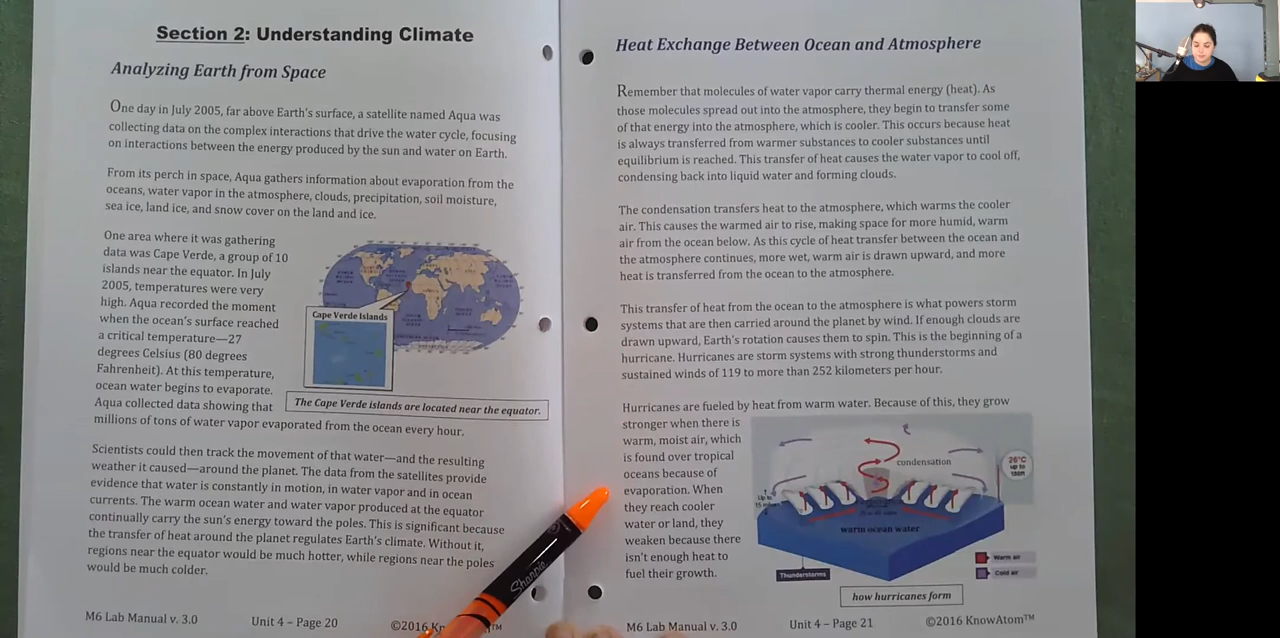 Section 2: Understanding Climate
Analyzing Earth from Space
One day in July 2005, far above Earth's surface, a satellite named Aqua was
collecting data on the complex interactions that drive the water cycle, focusing
on interactions between the energy produced by the sun and water on Earth.
From its perch in space, Aqua gathers information about evaporation from the
oceans, water vapor in the atmosphere, clouds, precipitation, soil moisture,
sea ice, land ice, and snow cover on the land and ice.
One area where it was gathering
data was Cape Verde, a group of 10
islands near the equator. In July
2005, temperatures were very
high. Aqua recorded the moment
when the ocean's surface reached
a critical temperature—27
degrees Celsius (80 degrees
Fahrenheit). At this temperature,
ocean water begins to evaporate.
Aqua collected data showing that
millions of tons of water vapor evaporated from the ocean every hour.
Cape Verde Islands
The Cape Verde islands are located near the equator.
Scientists could then track the movement of that water—and the resulting
weather it caused—around the planet. The data from the satellites provide
evidence that water is constantly in motion, in water vapor and in ocean
currents. The warm ocean water and water vapor produced at the equator
continually carry the sun's energy toward the poles. This is significant because
the transfer of heat around the planet regulates Earth's climate. Without it,
regions near the equator would be much hotter, while regions near the poles
would be much colder.
M6 Lab Manual v. 3.0 Unit 4 – Page 20 ©2016
Sharpie
Heat Exchange Between Ocean and Atmosphere
Remember that molecules of water vapor carry thermal energy (heat). As
those molecules spread out into the atmosphere, they begin to transfer some
of that energy into the atmosphere, which is cooler. This occurs because heat
is always transferred from warmer substances to cooler substances until
equilibrium is reached. This transfer of heat causes the water vapor to cool off,
condensing back into liquid water and forming clouds.
The condensation transfers heat to the atmosphere, which warms the cooler
air. This causes the warmed air to rise, making space for more humid, warm
air from the ocean below. As this cycle of heat transfer between the ocean and
the atmosphere continues, more wet, warm air is drawn upward, and more
heat is transferred from the ocean to the atmosphere.
This transfer of heat from the ocean to the atmosphere is what powers storm
systems that are then carried around the planet by wind. If enough clouds are
drawn upward, Earth's rotation causes them to spin. This is the beginning of a
hurricane. Hurricanes are storm systems with strong thunderstorms and
sustained winds of 119 to more than 252 kilometers per hour.
Hurricanes are fueled by heat from warm water. Because of this, they grow
stronger when there is
warm, moist air, which
is found over tropical
oceans because of
evaporation. When
they reach cooler
water or land, they
weaken because there
isn't enough heat to
fuel their growth.
condensation
26°C
up to
Up to
warm ocean water
Warm air
Cold air
Thunderstorms
how hurricanes form
M6 Lab Manual v. 3.0 Unit 4 – Page 21 ©2016 KnowAtom™